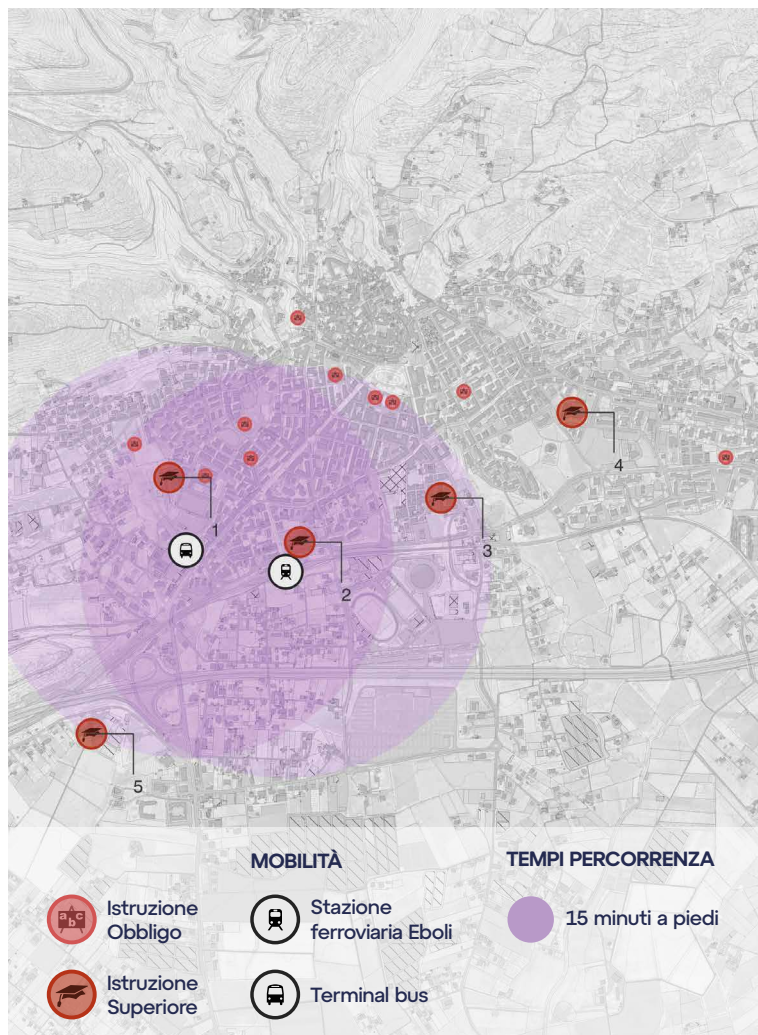 4
1
3
2
5
MOBILITÀ
TEMPI PERCORRENZA
a b c
Istruzione
Obbligo
Stazione
ferroviaria Eboli
15 minuti a piedi
Istruzione
Superiore
Terminal bus